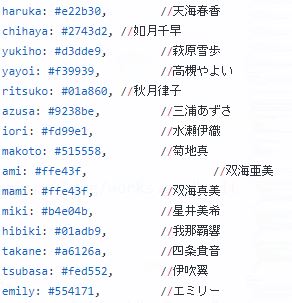 haruka: #e22b30, //天海春香
chihaya: #2743d2, //如月千早
yukiho: #d3dde9, //萩原雪歩
yayoi: #f39939, //高槻やよい
ritsuko: #01a860, //秋月律子
azusa: #9238be, //三浦あずさ
iori: #fd99e1, //水瀬伊織
makoto: #515558, //菊地真
ami: #ffe43f, //双海亜美
mami: #ffe43f, //双海真美
miki: #b4e04b, //星井美希
hibiki: #01adb9, //我那覇響
takane: #a6126a, //四条貴音
tsubasa: #fed552, //伊吹翼
emily: #554171, //エミリー